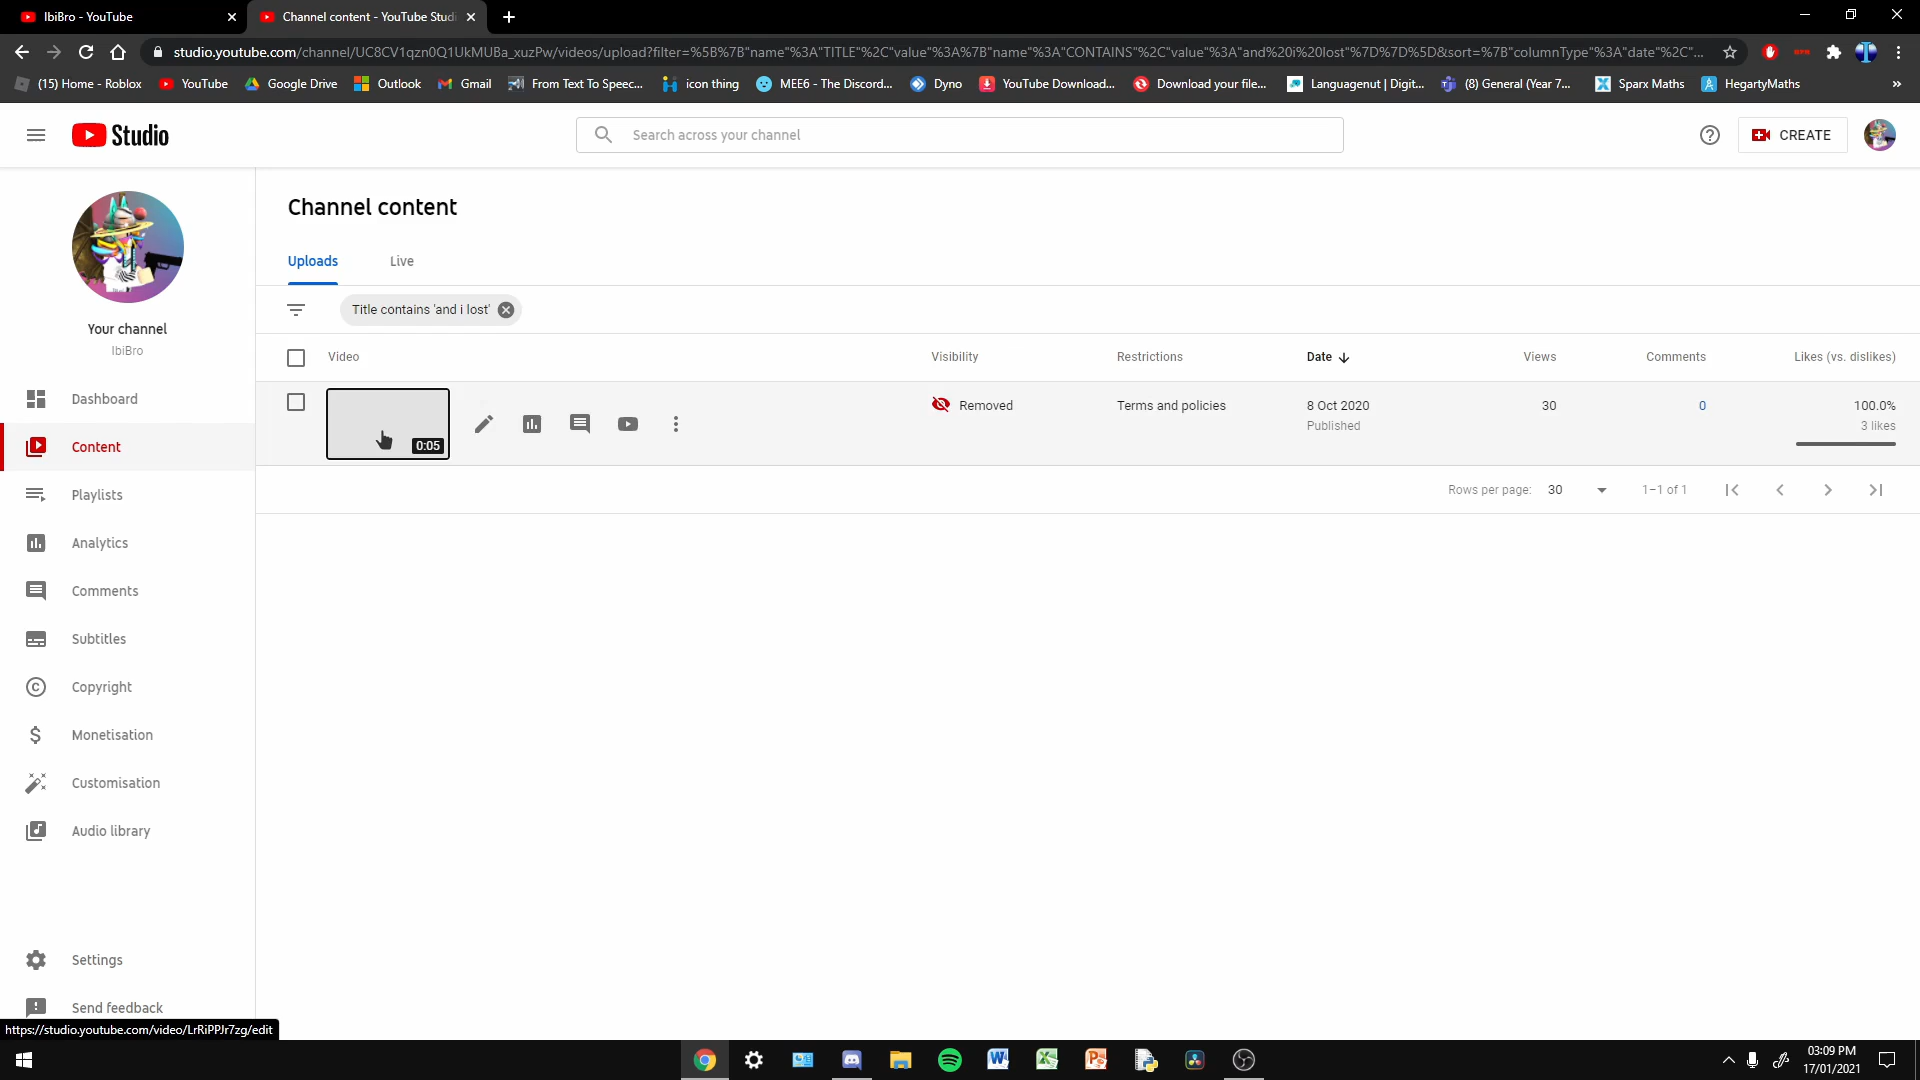 IbiBro - YouTube
Channel content - YouTube Studi
studio.youtube.com/channel/UC8CV1qzn0Q1UkMUBa_xuzPw/videos/upload?filter=%5B%7B"name"%3A"TITLE"%2C"value"%3A%7B"name"%3A"CONTAINS"%2C"value"%3A"and%20i%20lost"%7D%7D%5D&sort=%7B"columnType"%3A"date"%2C"...
(15) Home - Roblox
YouTube
Google Drive
Outlook
Gmail
From Text To Speec...
icon thing
MEE6 - The Discord...
Dyno
YouTube Download...
Download your file...
Languagenut | Digit...
(8) General (Year 7...
Sparx Maths
HegartyMaths
Studio
Search across your channel
CREATE
Channel content
Uploads
Live
Title contains 'and i lost'
Your channel
IbiBro
Video
Visibility
Restrictions
Date
Views
Comments
Likes (vs. dislikes)
0:05
Removed
Terms and policies
8 Oct 2020
Published
30
0
100.0%
3 likes
Rows per page:
30
1–1 of 1
Dashboard
Content
Playlists
Analytics
Comments
Subtitles
Copyright
Monetisation
Customisation
Audio library
Settings
Send feedback
https://studio.youtube.com/video/LrRiPPJr7zg/edit
03:09 PM
17/01/2021